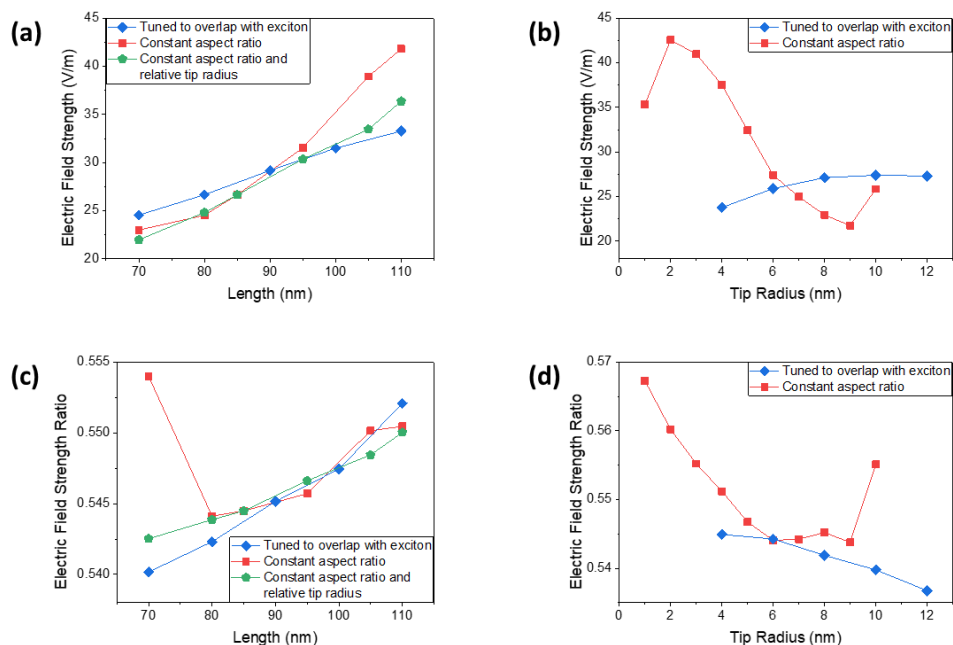 (a)
Electric Field Strength (V/m)
45
40
35
30
25
20
Tuned to overlap with exciton
Constant aspect ratio
Constant aspect ratio and
relative tip radius
70 80 90 100 110
Length (nm)
(b)
Electric Field Strength (V/m)
45
39
33
27
21
Tuned to overlap with exciton
Constant aspect ratio
0 2 4 6 8 10 12
Tip Radius (nm)
(c)
Electric Field Strength Ratio
0.555
0.550
0.545
0.540
Tuned to overlap with exciton
Constant aspect ratio
Constant aspect ratio and
relative tip radius
70 80 90 100 110
Length (nm)
(d)
Electric Field Strength Ratio
0.57
0.56
0.55
0.54
Tuned to overlap with exciton
Constant aspect ratio
0 2 4 6 8 10 12
Tip Radius (nm)